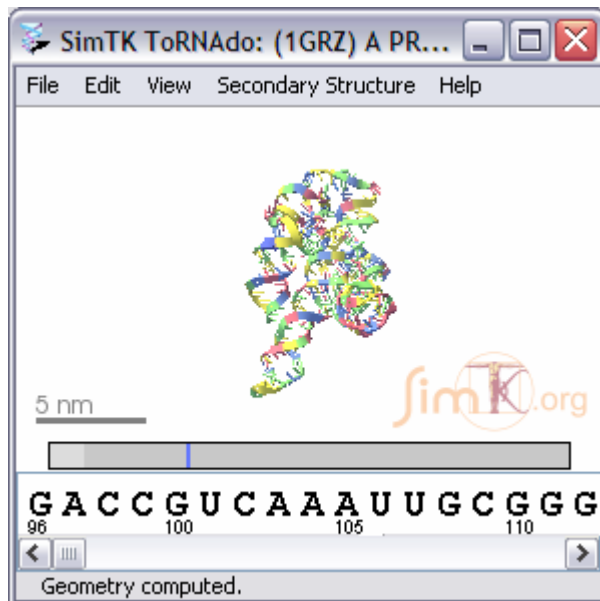 SimTK ToRNAdo: (1GRZ) A PR...
File Edit View Secondary Structure Help
5 nm
SimTK.org
G A C C G U C A A A U U G C G G G
96 100 105 110
Geometry computed.